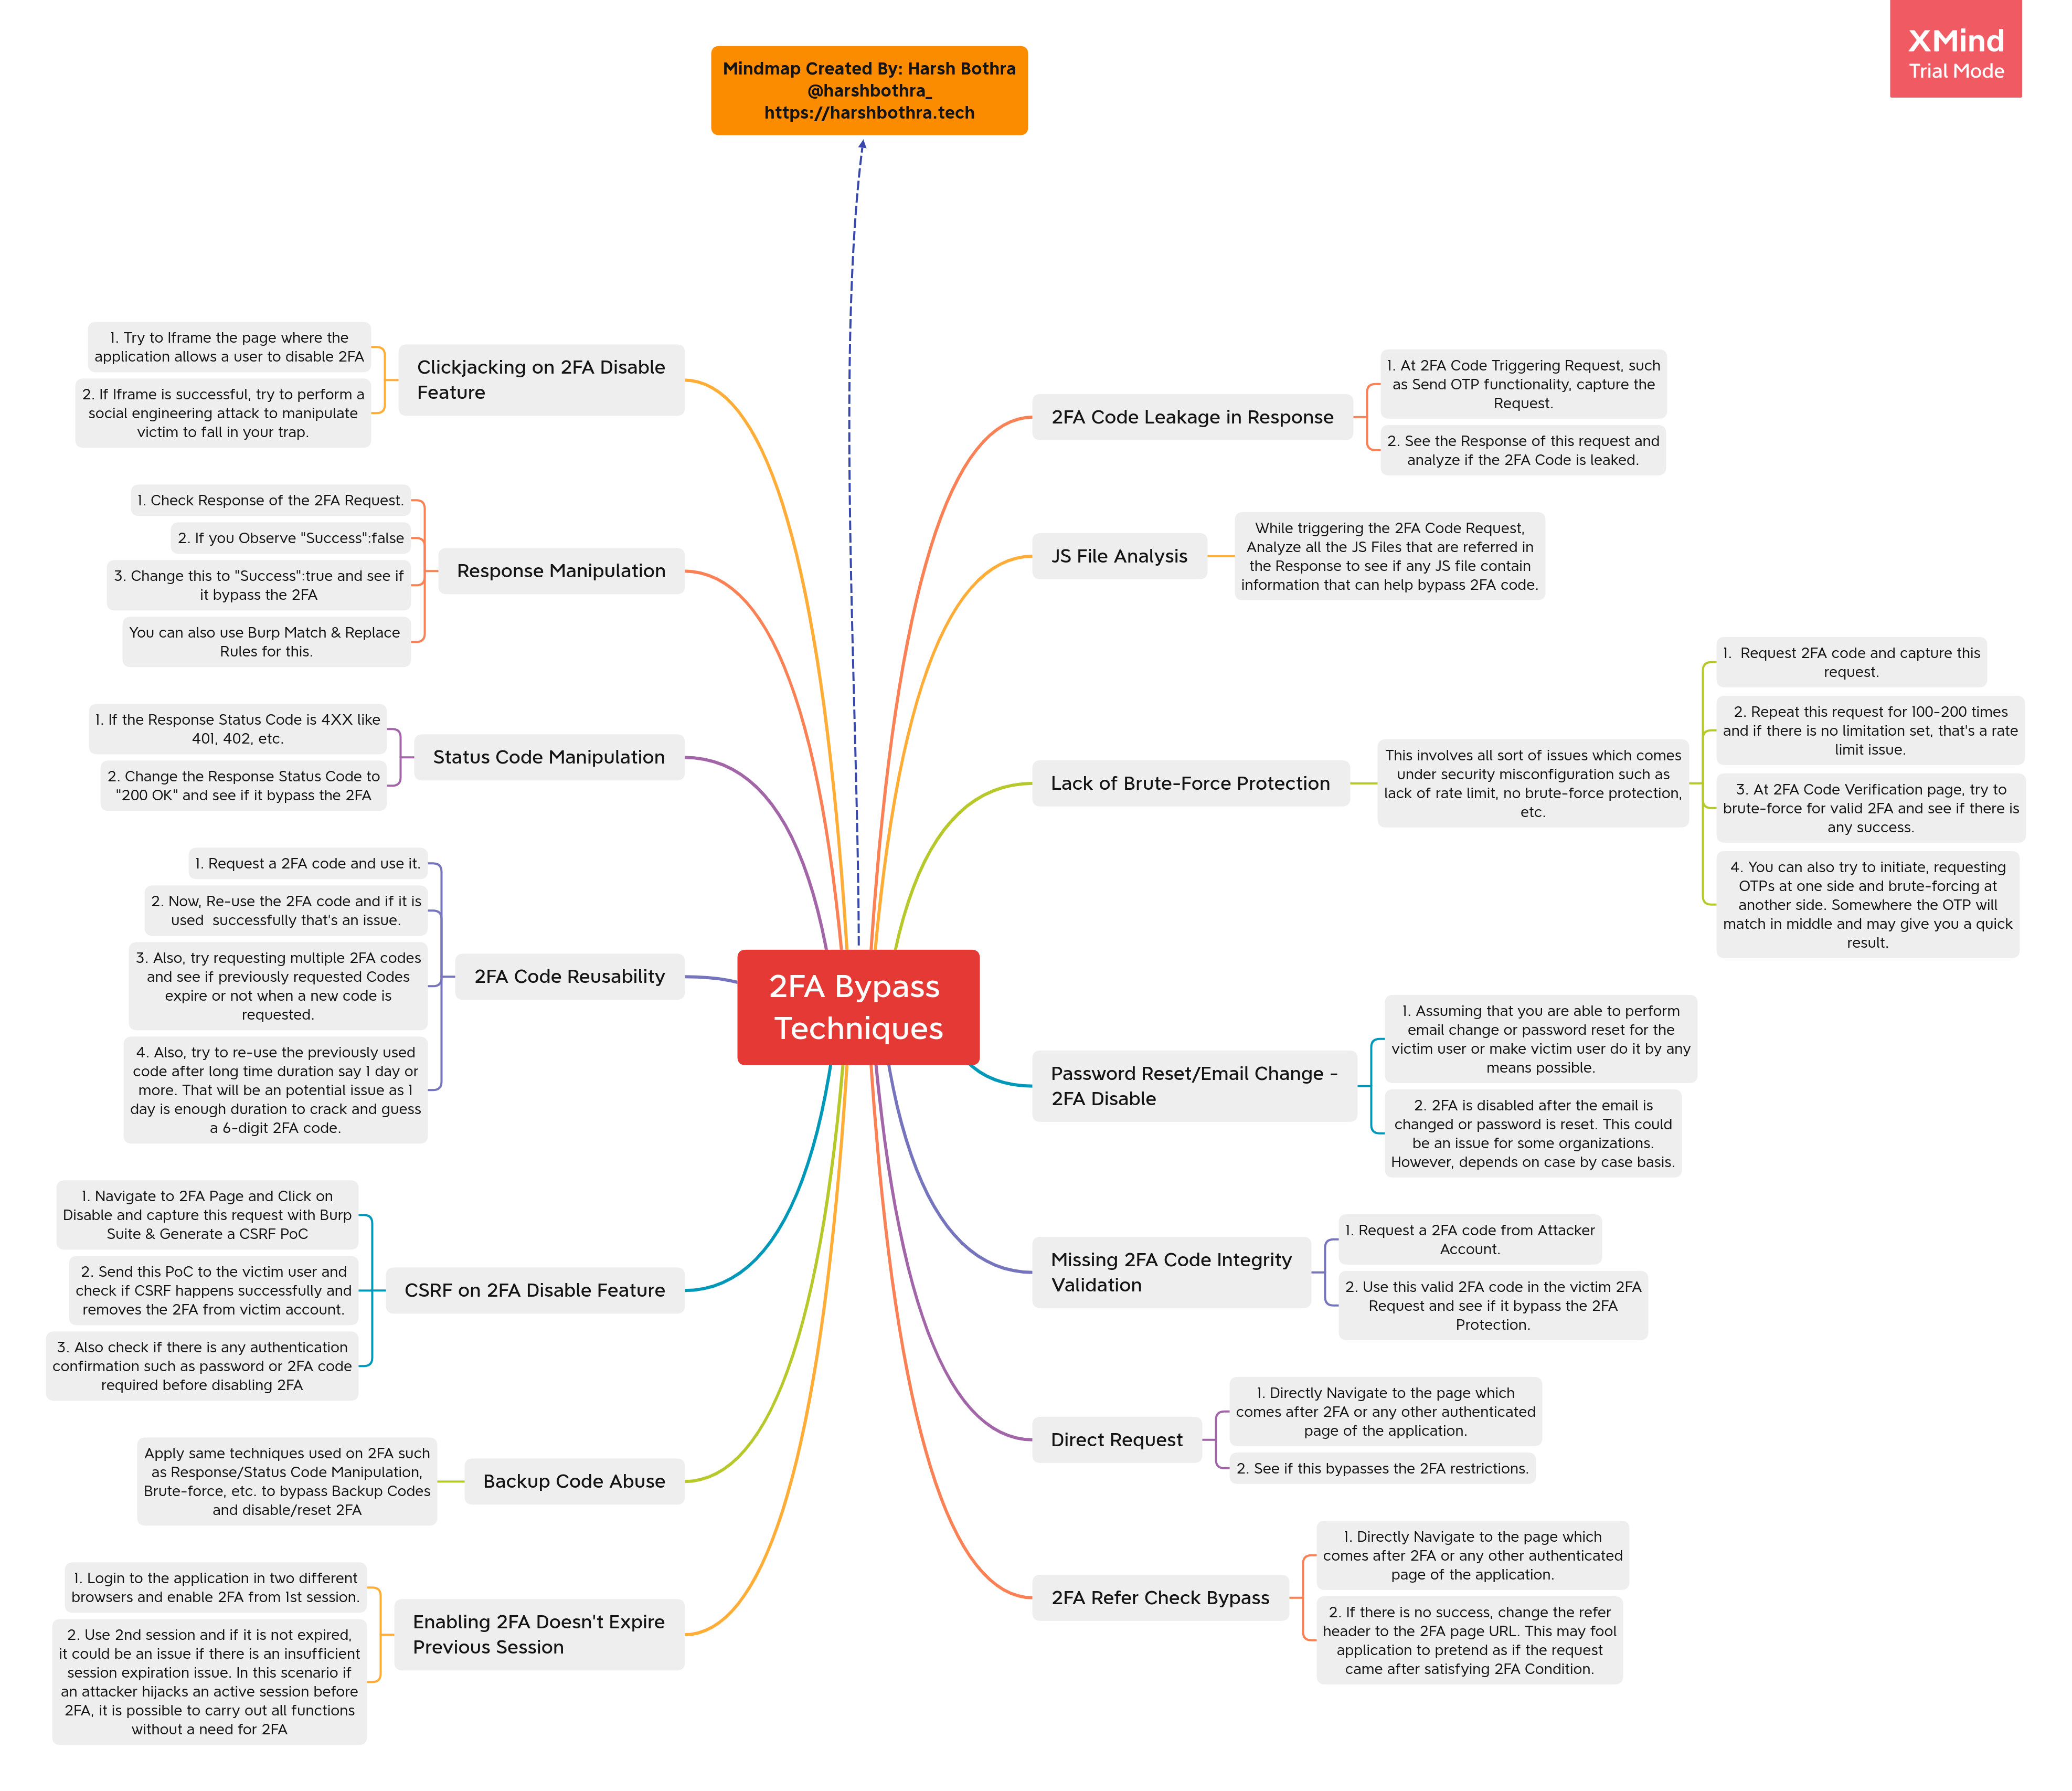 XMind
Trial Mode
Mindmap Created By: Harsh Bothra
@harshbothra_
https://harshbothra.tech
2FA Bypass
Techniques
2FA Code Leakage in Response
1. At 2FA Code Triggering Request, such
as Send OTP functionality, capture the
Request.
2. See the Response of this request and
analyze if the 2FA Code is leaked.
JS File Analysis
While triggering the 2FA Code Request,
Analyze all the JS Files that are referred in
the Response to see if any JS file contain
information that can help bypass 2FA code.
Lack of Brute-Force Protection
This involves all sort of issues which comes
under security misconfiguration such as
lack of rate limit, no brute-force protection,
etc.
1.  Request 2FA code and capture this
request.
2. Repeat this request for 100-200 times
and if there is no limitation set, that's a rate
limit issue.
3. At 2FA Code Verification page, try to
brute-force for valid 2FA and see if there is
any success.
4. You can also try to initiate, requesting
OTPs at one side and brute-forcing at
another side. Somewhere the OTP will
match in middle and may give you a quick
result.
Password Reset/Email Change -
2FA Disable
1. Assuming that you are able to perform
email change or password reset for the
victim user or make victim user do it by any
means possible.
2. 2FA is disabled after the email is
changed or password is reset. This could
be an issue for some organizations.
However, depends on case by case basis.
Missing 2FA Code Integrity
Validation
1. Request a 2FA code from Attacker
Account.
2. Use this valid 2FA code in the victim 2FA
Request and see if it bypass the 2FA
Protection.
Direct Request
1. Directly Navigate to the page which
comes after 2FA or any other authenticated
page of the application.
2. See if this bypasses the 2FA restrictions.
2FA Refer Check Bypass
1. Directly Navigate to the page which
comes after 2FA or any other authenticated
page of the application.
2. If there is no success, change the refer
header to the 2FA page URL. This may fool
application to pretend as if the request
came after satisfying 2FA Condition.
Clickjacking on 2FA Disable
Feature
1. Try to Iframe the page where the
application allows a user to disable 2FA
2. If Iframe is successful, try to perform a
social engineering attack to manipulate
victim to fall in your trap.
Response Manipulation
1. Check Response of the 2FA Request.
2. If you Observe "Success":false
3. Change this to "Success":true and see if
it bypass the 2FA
You can also use Burp Match & Replace
Rules for this.
Status Code Manipulation
1. If the Response Status Code is 4XX like
401, 402, etc.
2. Change the Response Status Code to
"200 OK" and see if it bypass the 2FA
2FA Code Reusability
1. Request a 2FA code and use it.
2. Now, Re-use the 2FA code and if it is
used  successfully that's an issue.
3. Also, try requesting multiple 2FA codes
and see if previously requested Codes
expire or not when a new code is
requested.
4. Also, try to re-use the previously used
code after long time duration say 1 day or
more. That will be an potential issue as 1
day is enough duration to crack and guess
a 6-digit 2FA code.
CSRF on 2FA Disable Feature
1. Navigate to 2FA Page and Click on
Disable and capture this request with Burp
Suite & Generate a CSRF PoC
2. Send this PoC to the victim user and
check if CSRF happens successfully and
removes the 2FA from victim account.
3. Also check if there is any authentication
confirmation such as password or 2FA code
required before disabling 2FA
Backup Code Abuse
Apply same techniques used on 2FA such
as Response/Status Code Manipulation,
Brute-force, etc. to bypass Backup Codes
and disable/reset 2FA
Enabling 2FA Doesn't Expire
Previous Session
1. Login to the application in two different
browsers and enable 2FA from 1st session.
2. Use 2nd session and if it is not expired,
it could be an issue if there is an insufficient
session expiration issue. In this scenario if
an attacker hijacks an active session before
2FA, it is possible to carry out all functions
without a need for 2FA